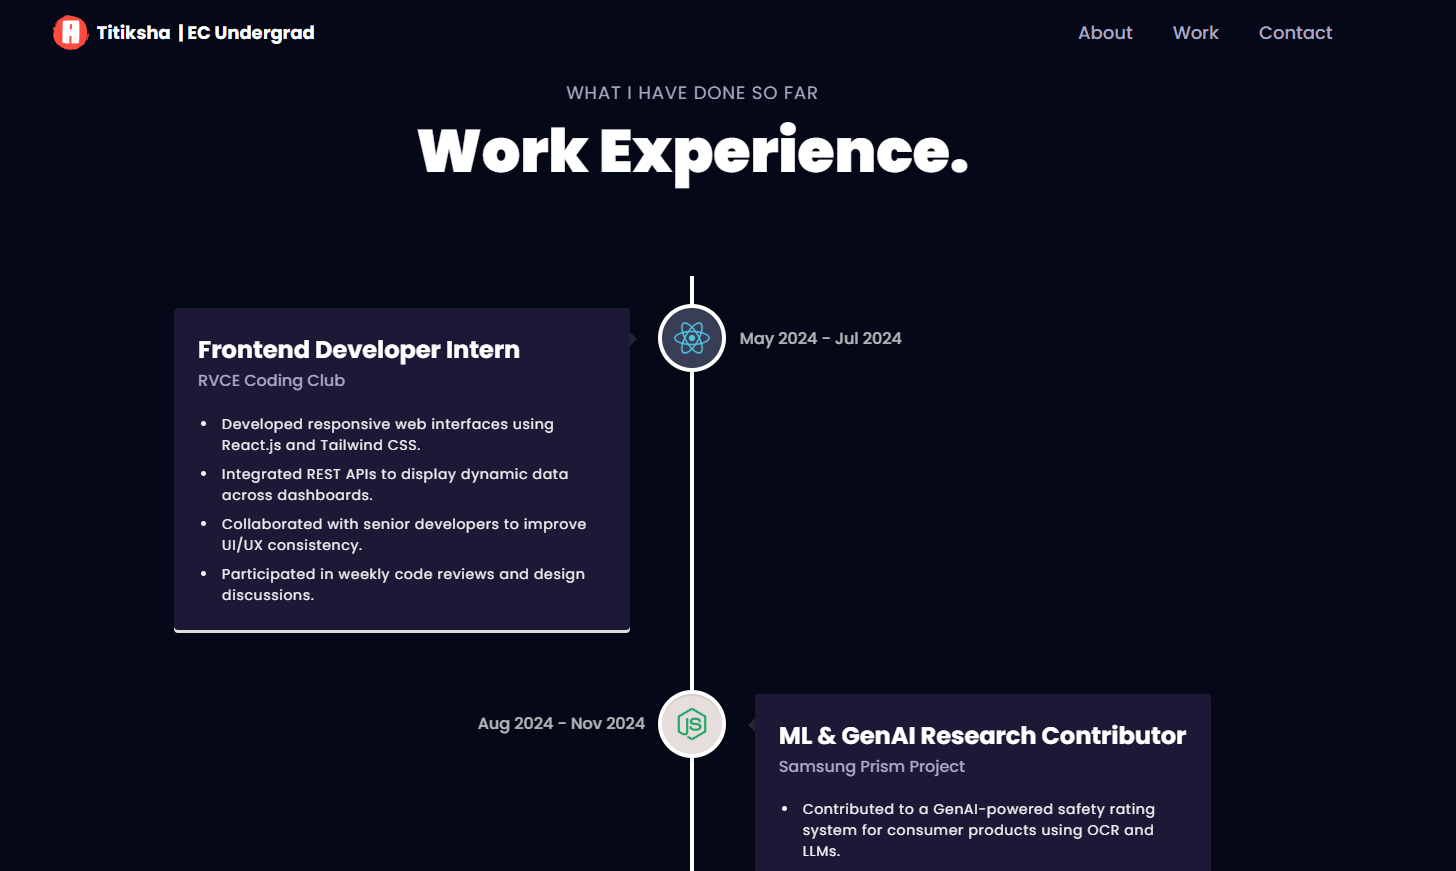 Titiksha | EC Undergrad
About
Work
Contact
WHAT I HAVE DONE SO FAR
Work Experience.
Frontend Developer Intern
RVCE Coding Club
• Developed responsive web interfaces using
React.js and Tailwind CSS.
• Integrated REST APIs to display dynamic data
across dashboards.
• Collaborated with senior developers to improve
UI/UX consistency.
• Participated in weekly code reviews and design
discussions.
May 2024 - Jul 2024
Aug 2024 - Nov 2024
JS
ML & GenAI Research Contributor
Samsung Prism Project
• Contributed to a GenAI-powered safety rating
system for consumer products using OCR and
LLMs.